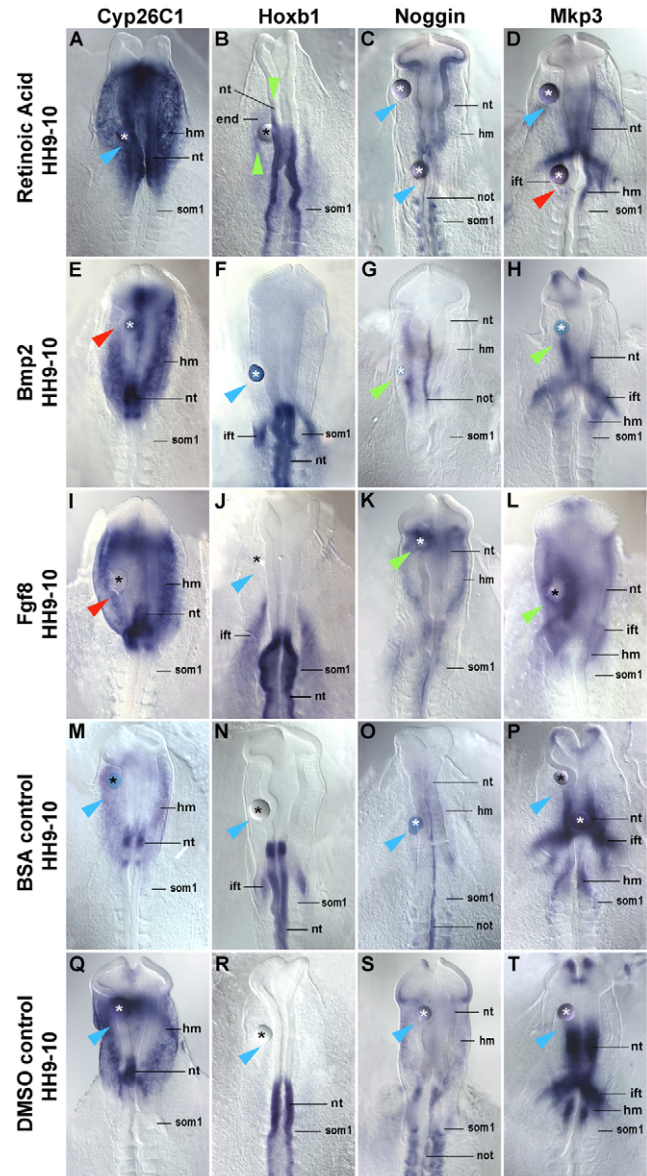 Cyp26C1 Hoxb1 Noggin Mkp3
Retinoic Acid
HH9-10
A B C D
* * * * * *
nt
end
hm
nt
som1
nt
hm
not
som1
nt
ift
hm
som1
Bmp2
HH9-10
E F G H
* * * *
hm
nt
som1
ift
som1
nt
nt
hm
not
som1
nt
ift
hm
som1
Fgf8
HH9-10
I J K L
* * * *
hm
nt
som1
ift
som1
nt
nt
hm
som1
nt
ift
hm
som1
BSA control
HH9-10
M N O P
* * * * *
hm
nt
som1
ift
som1
nt
nt
hm
som1
not
nt
ift
hm
som1
DMSO control
HH9-10
Q R S T
* * * *
hm
nt
som1
nt
som1
nt
hm
som1
not
nt
ift
hm
som1